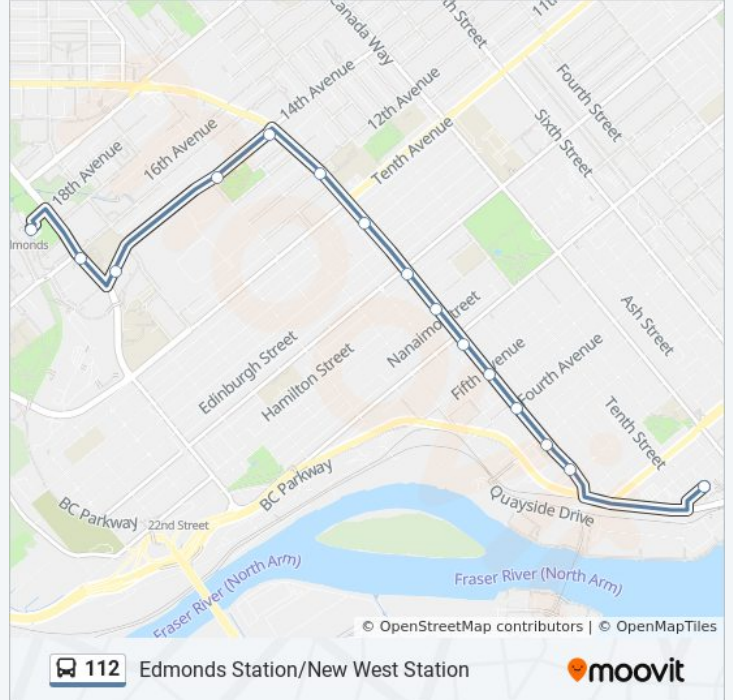 Canada Way
th Street
11t
14th Avenue
12th Avenue
Fourth Street
Sixth Street
16th Avenue
Tenth Avenue
18th Avenue
lmonds
Ash Street
Nanaimo Street
Edinburgh Street
Hamilton Street
Fifth Avenue
Fourth Avenue
Tenth Street
BC Parkway
Quayside Drive
BC Parkway
22nd Street
Fraser River (North Arm)
Fraser River (North Arm)
© OpenStreetMap contributors | © OpenMapTiles
112 Edmonds Station/New West Station
moovit